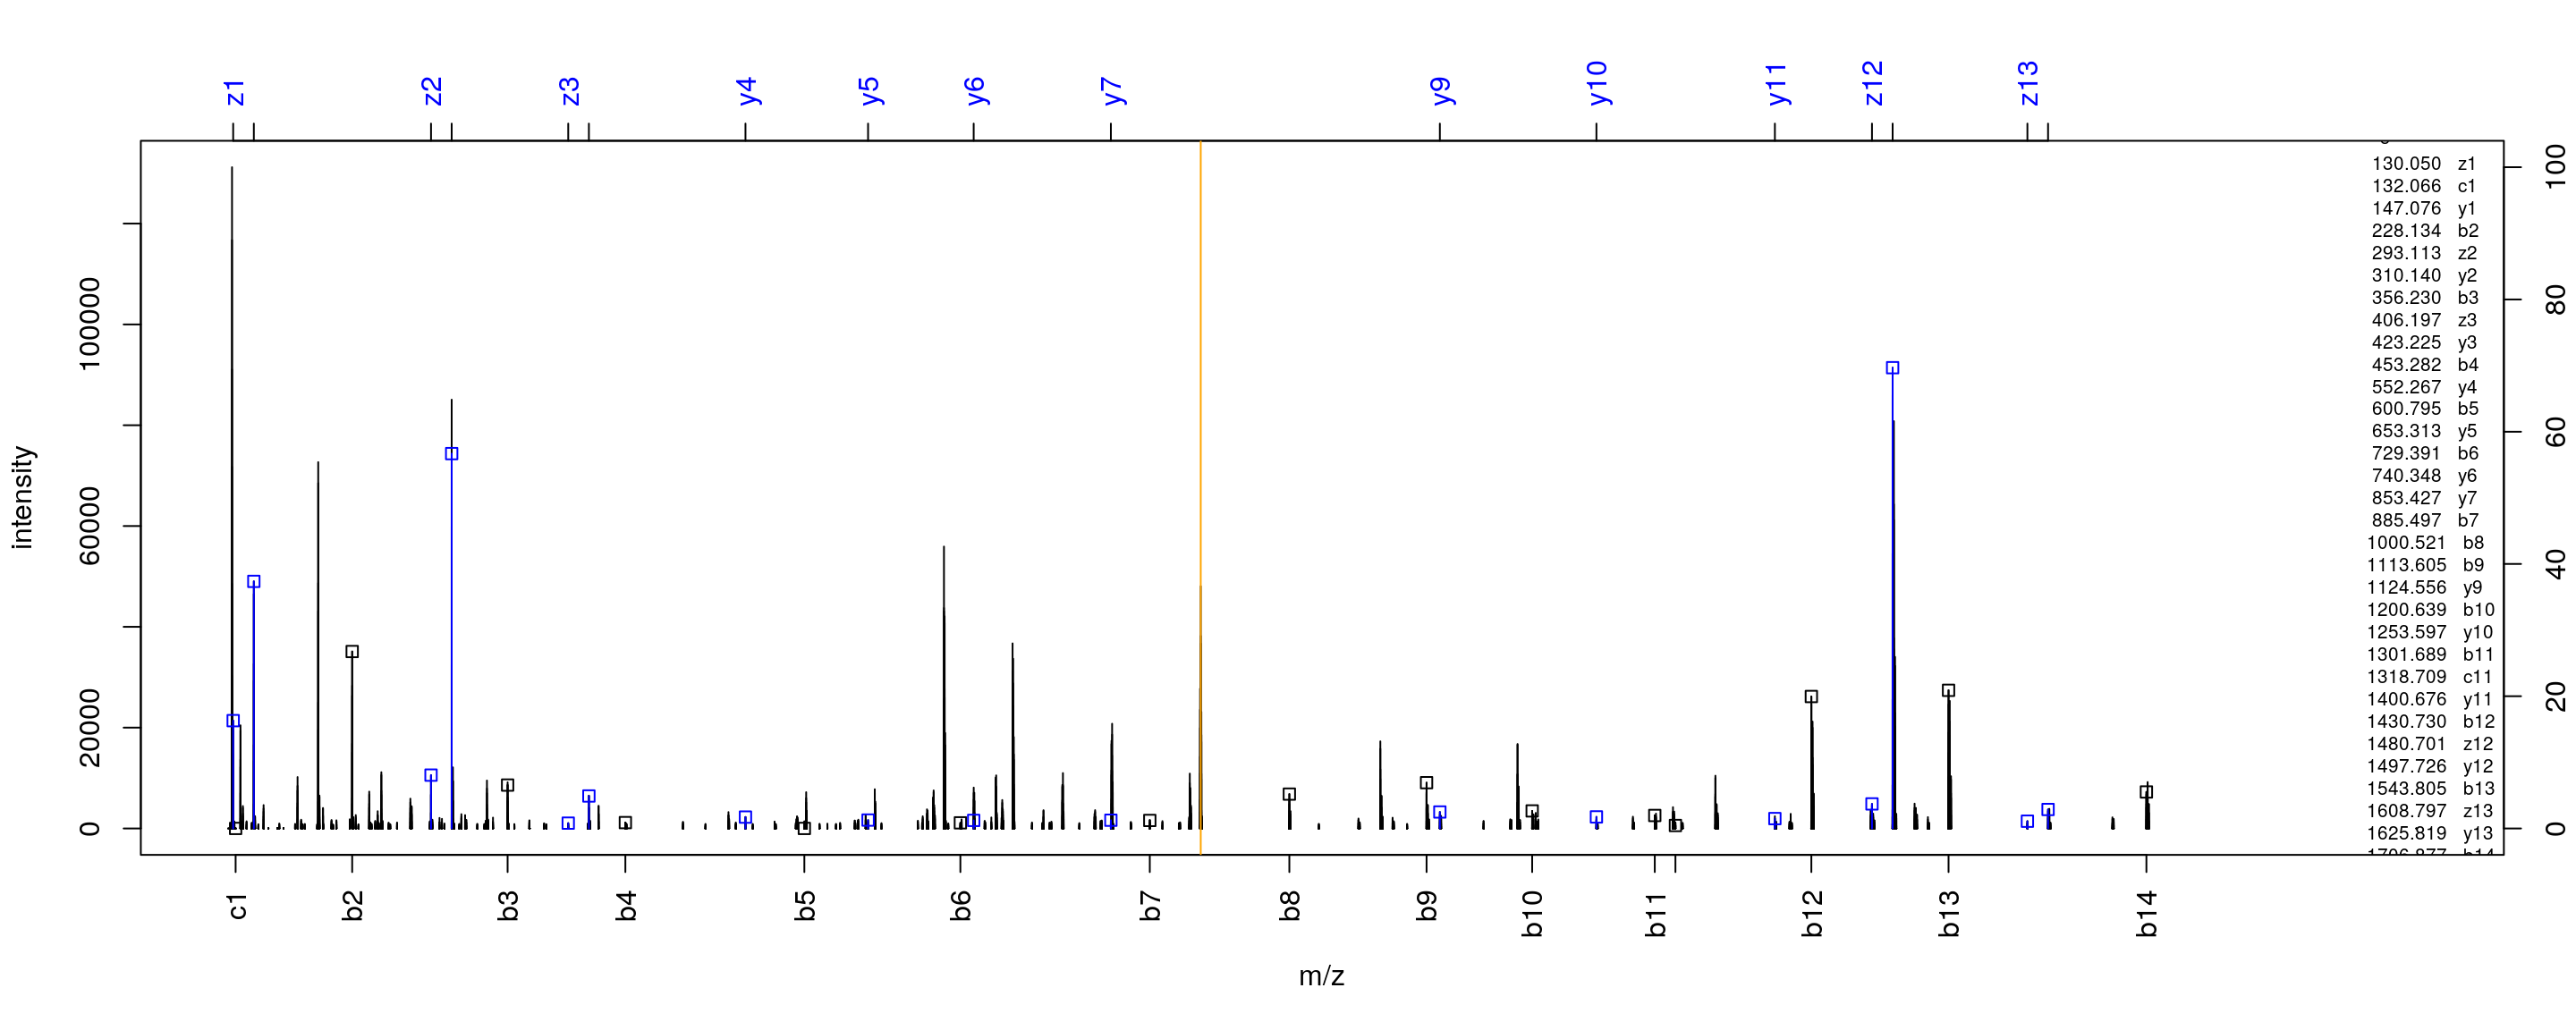 z1 z2 z3 y4 y5 y6 y7 y9 y10 y11 z12 z13
intensity
0 20000 60000 100000
0 20 40 60 80 100
130.050 z1
132.066 c1
147.076 y1
228.134 b2
293.113 z2
310.140 y2
356.230 b3
406.197 z3
423.225 y3
453.282 b4
552.267 y4
600.795 b5
653.313 y5
729.391 b6
740.348 y6
853.427 y7
885.497 b7
1000.521 b8
1113.605 b9
1124.556 y9
1200.639 b10
1253.597 y10
1301.689 b11
1318.709 c11
1400.676 y11
1430.730 b12
1480.701 z12
1497.726 y12
1543.805 b13
1608.797 z13
1625.819 y13
1706.877 b14
c1 b2 b3 b4 b5 b6 b7 b8 b9 b10 b11 b12 b13 b14
m/z